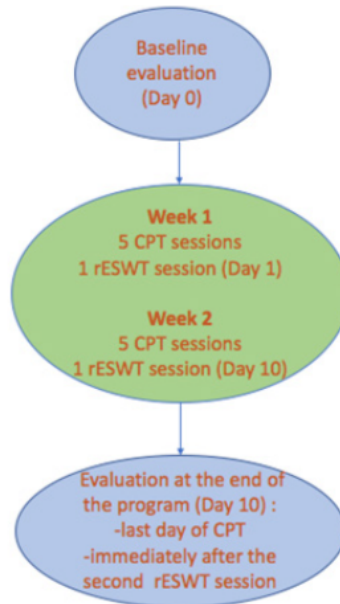 Baseline
evaluation
(Day 0)
Week 1
5 CPT sessions
1 rESWT session (Day 1)
Week 2
5 CPT sessions
1 rESWT session (Day 10)
Evaluation at the end of
the program (Day 10) :
-last day of CPT
-immediately after the
second rESWT session